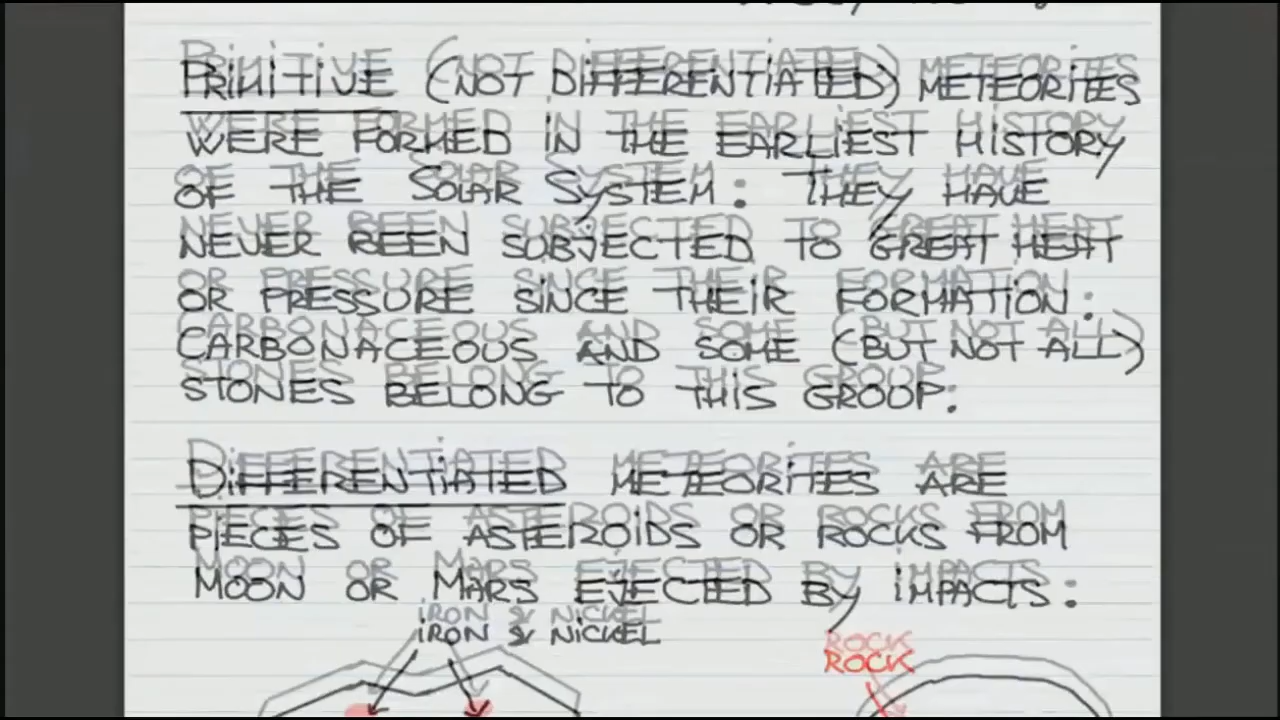 PRIMITIVE (NOT DIFFERENTIATED) METEORITES
WERE FORMED IN THE EARLIEST HISTORY
OF THE SOLAR SYSTEM: THEY HAVE
NEVER BEEN SUBJECTED TO GREAT HEAT
OR PRESSURE SINCE THEIR FORMATION:
CARBONACEOUS AND SOME (BUT NOT ALL)
STONES BELONG TO THIS GROUP:
DIFFERENTIATED METEORITES ARE
PIECES OF ASTEROIDS OR ROCKS FROM
MOON OR MARS EJECTED BY IMPACTS:
IRON & NICKEL
ROCK